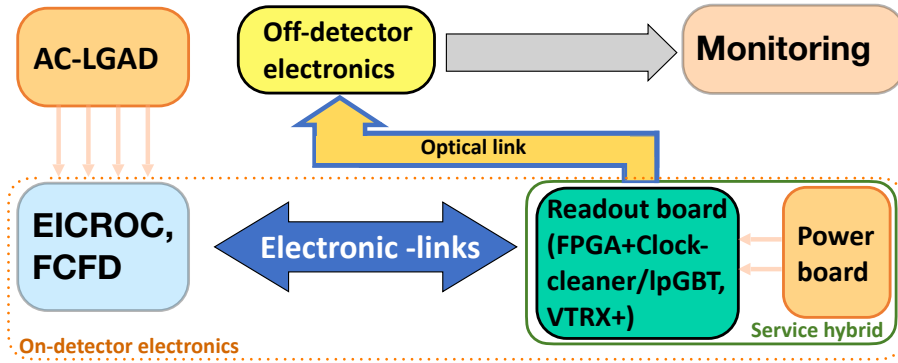 AC-LGAD
Off-detector
electronics
Monitoring
Optical link
EICROC,
FCFD
Electronic -links
Readout board
(FPGA+Clock-
cleaner/lpGBT,
VTRX+)
Power
board
Service hybrid
On-detector electronics